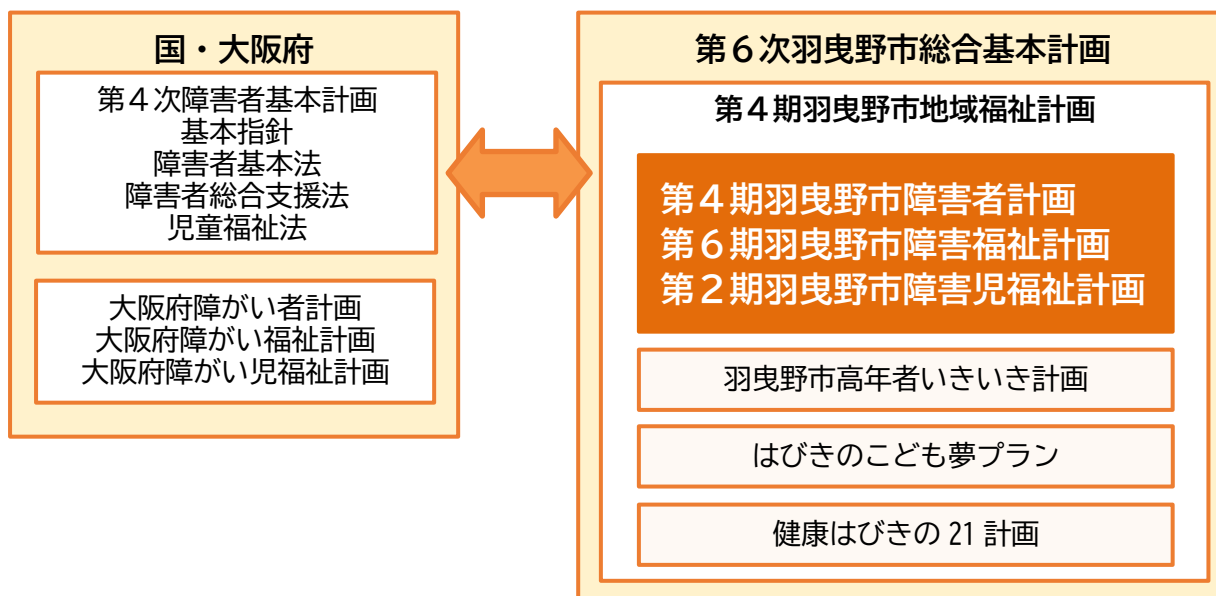 国・大阪府
第４次障害者基本計画
基本指針
障害者基本法
障害者総合支援法
児童福祉法
大阪府障がい者計画
大阪府障がい福祉計画
大阪府障がい児福祉計画
第６次羽曳野市総合基本計画
第４期羽曳野市地域福祉計画
第４期羽曳野市障害者計画
第６期羽曳野市障害福祉計画
第２期羽曳野市障害児福祉計画
羽曳野市高年者いきいき計画
はびきのこども夢プラン
健康はびきの 21 計画